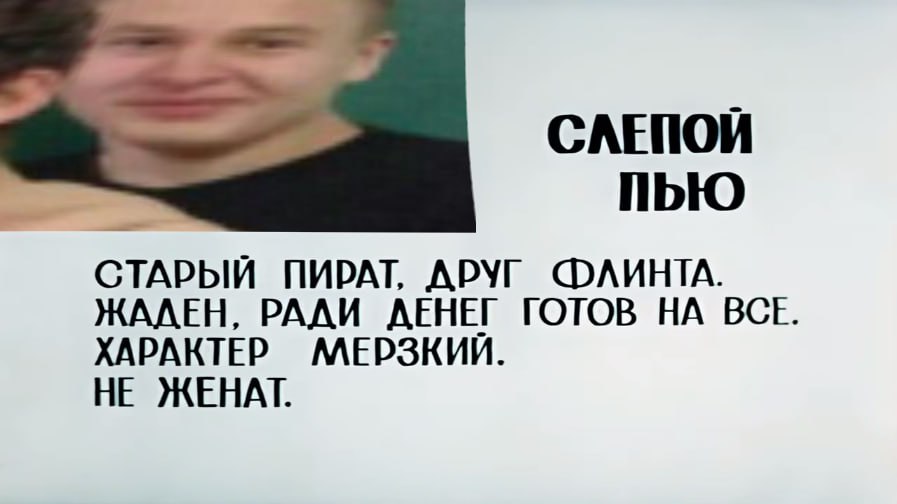 СЛЕПОЙ
ПЬЮ
СТАРЫЙ ПИРАТ, ДРУГ ФЛИНТА.
ЖАДЕН, РАДИ ДЕНЕГ ГОТОВ НА ВСЕ.
ХАРАКТЕР МЕРЗКИЙ.
НЕ ЖЕНАТ.